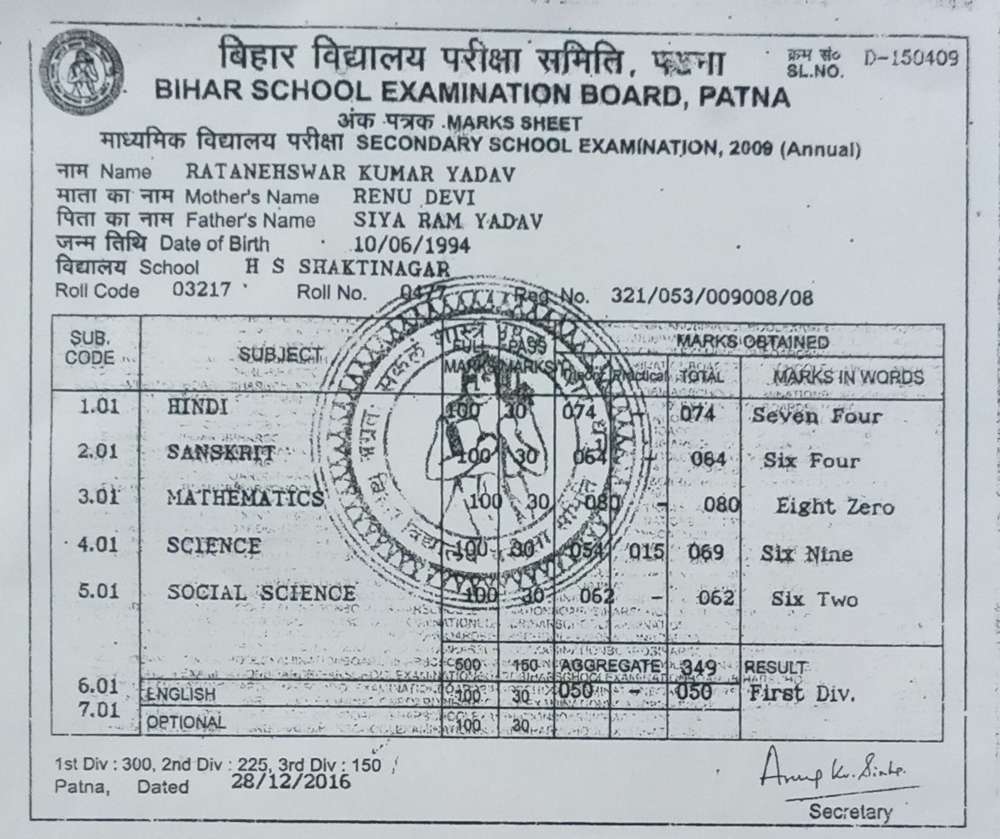 बिहार विद्यालय परीक्षा समिति, पटना
क्रम सं० D-150409
SL.NO.
BIHAR SCHOOL EXAMINATION BOARD, PATNA
अंक पत्रक MARKS SHEET
माध्यमिक विद्यालय परीक्षा SECONDARY SCHOOL EXAMINATION, 2009 (Annual)
नाम Name RATANEHSWAR KUMAR YADAV
माता का नाम Mother's Name RENU DEVI
पिता का नाम Father's Name SIYA RAM YADAV
जन्म तिथि Date of Birth 10/06/1994
विद्यालय School H S SHAKTINAGAR
Roll Code 03217 Roll No. 0477 Reg. No. 321/053/009008/08
SUB. CODE SUBJECT FULL MARKS PASS MARKS MARKS OBTAINED
Theory Practical TOTAL MARKS IN WORDS
1.01 HINDI 100 30 074 - 074 Seven Four
2.01 SANSKRIT 100 30 064 - 064 Six Four
3.01 MATHEMATICS 100 30 080 - 080 Eight Zero
4.01 SCIENCE 100 30 054 015 069 Six Nine
5.01 SOCIAL SCIENCE 100 30 062 - 062 Six Two
500 150 AGGREGATE 349 RESULT
6.01 ENGLISH 100 30 050 - 050 First Div.
7.01 OPTIONAL 100 30
1st Div : 300, 2nd Div : 225, 3rd Div : 150
Patna, Dated 28/12/2016
Anup Kr. Sinha
Secretary